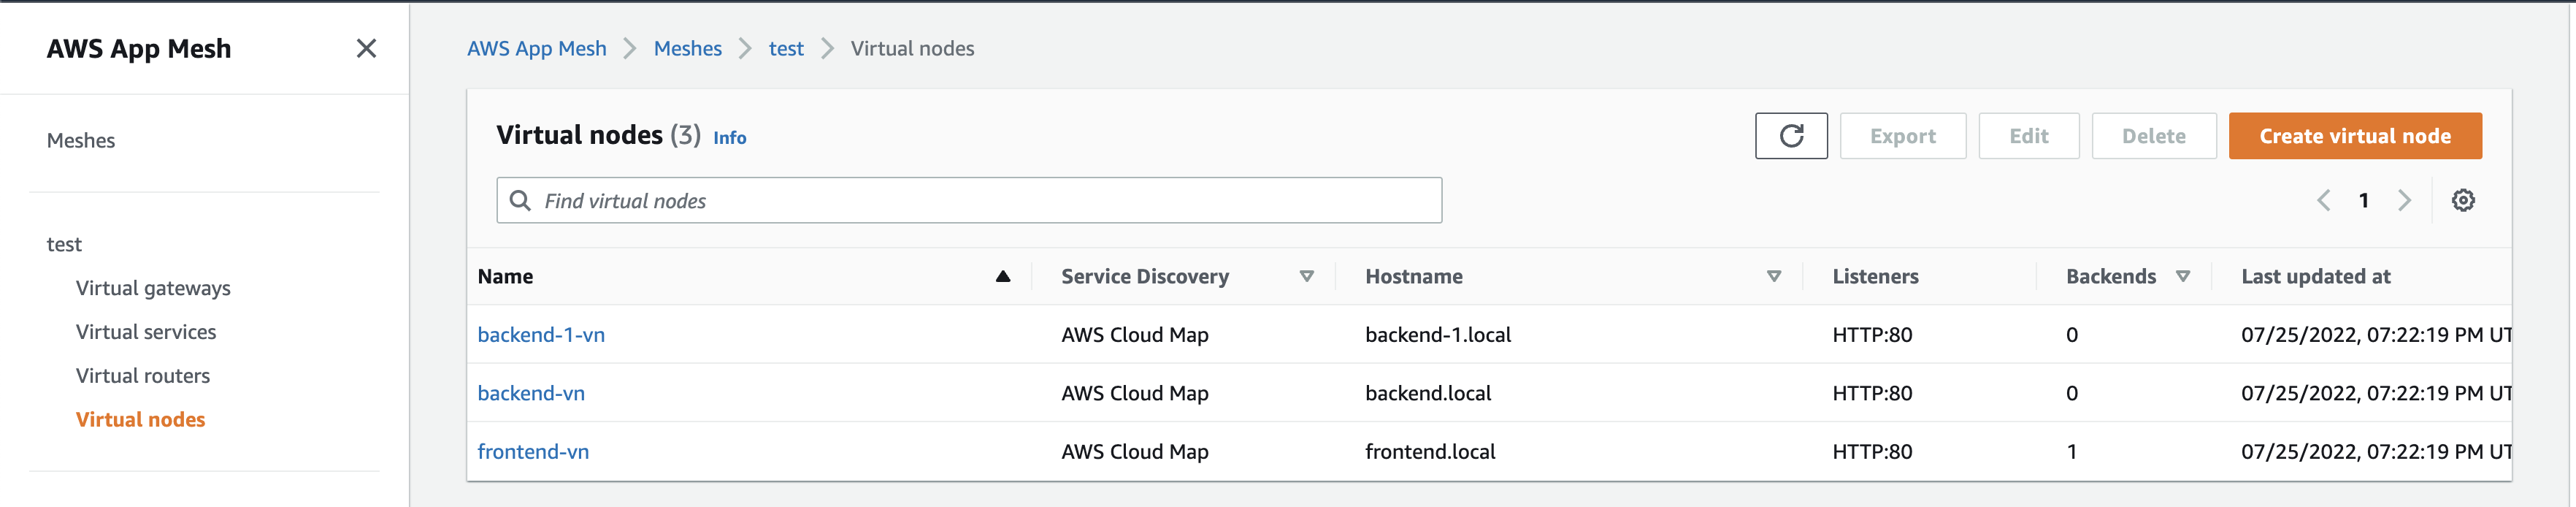 AWS App Mesh
Meshes
test
Virtual gateways
Virtual services
Virtual routers
Virtual nodes
AWS App Mesh > Meshes > test > Virtual nodes
Virtual nodes (3) Info
Export Edit Delete Create virtual node
Find virtual nodes
1
Name Service Discovery Hostname Listeners Backends Last updated at
backend-1-vn AWS Cloud Map backend-1.local HTTP:80 0 07/25/2022, 07:22:19 PM UT
backend-vn AWS Cloud Map backend.local HTTP:80 0 07/25/2022, 07:22:19 PM UT
frontend-vn AWS Cloud Map frontend.local HTTP:80 1 07/25/2022, 07:22:19 PM UT